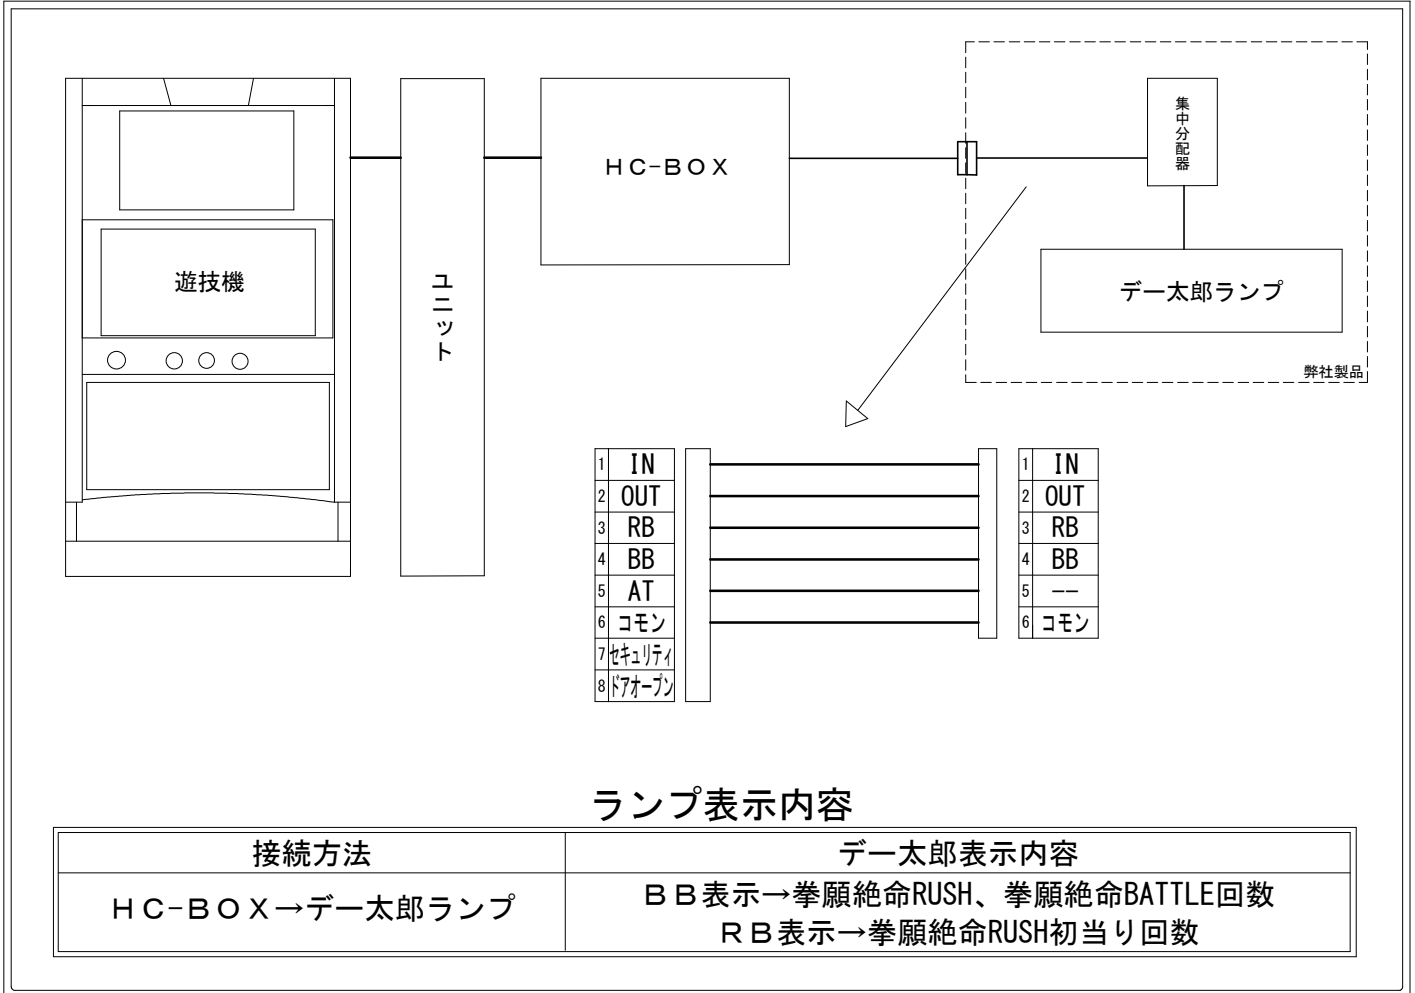 集中分配器
HC-BOX
遊技機
ユニット
デー太郎ランプ
弊社製品
1 IN
2 OUT
3 RB
4 BB
5 AT
6 コモン
7 セキュリティ
8 ドアオープン
1 IN
2 OUT
3 RB
4 BB
5 --
6 コモン
ランプ表示内容
接続方法 デー太郎表示内容
HC-BOX→デー太郎ランプ
BB表示→拳願絶命RUSH、拳願絶命BATTLE回数
RB表示→拳願絶命RUSH初当り回数